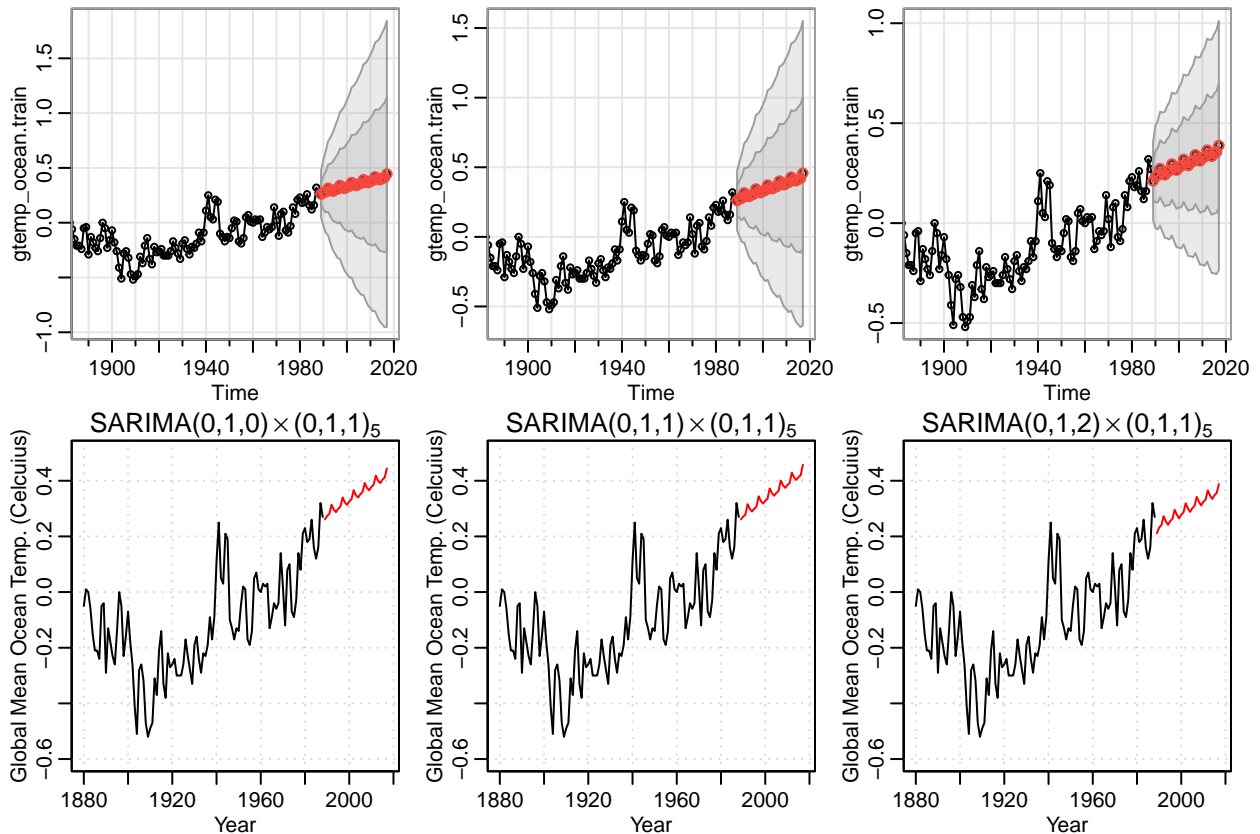 gtemp_ocean.train
−1.0 0.0 0.5 1.0 1.5
1900 1940 1980 2020
Time
gtemp_ocean.train
−0.5 0.0 0.5 1.0 1.5
1900 1940 1980 2020
Time
gtemp_ocean.train
−0.5 0.0 0.5 1.0
1900 1940 1980 2020
Time
SARIMA(0,1,0)×(0,1,1)₅
Global Mean Ocean Temp. (Celcuius)
−0.6 −0.2 0.0 0.2 0.4
1880 1920 1960 2000
Year
SARIMA(0,1,1)×(0,1,1)₅
Global Mean Ocean Temp. (Celcuius)
−0.6 −0.2 0.0 0.2 0.4
1880 1920 1960 2000
Year
SARIMA(0,1,2)×(0,1,1)₅
Global Mean Ocean Temp. (Celcuius)
−0.6 −0.2 0.0 0.2 0.4
1880 1920 1960 2000
Year